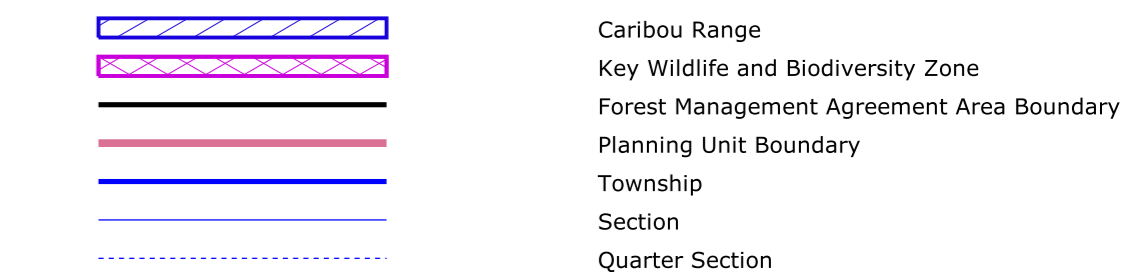 Caribou Range
Key Wildlife and Biodiversity Zone
Forest Management Agreement Area Boundary
Planning Unit Boundary
Township
Section
Quarter Section